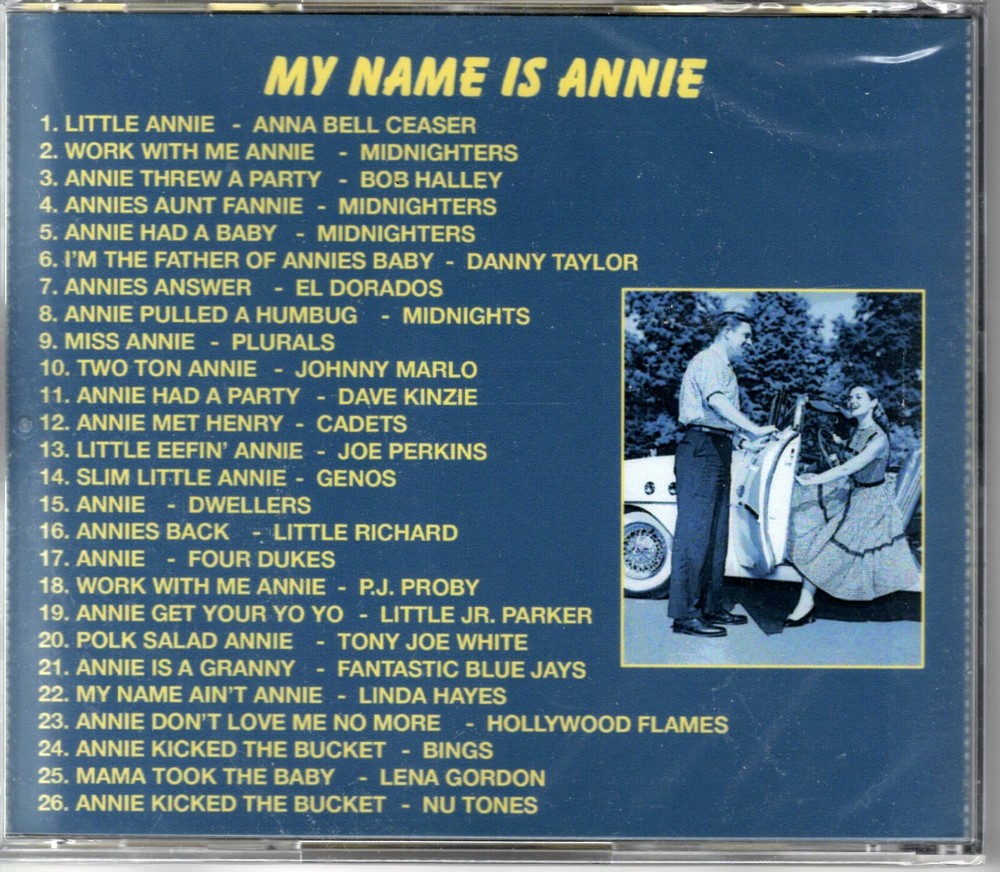 MY NAME IS ANNIE
1. LITTLE ANNIE - ANNA BELL CEASER
2. WORK WITH ME ANNIE - MIDNIGHTERS
3. ANNIE THREW A PARTY - BOB HALLEY
4. ANNIES AUNT FANNIE - MIDNIGHTERS
5. ANNIE HAD A BABY - MIDNIGHTERS
6. I'M THE FATHER OF ANNIES BABY - DANNY TAYLOR
7. ANNIES ANSWER - EL DORADOS
8. ANNIE PULLED A HUMBUG - MIDNIGHTS
9. MISS ANNIE - PLURALS
10. TWO TON ANNIE - JOHNNY MARLO
11. ANNIE HAD A PARTY - DAVE KINZIE
12. ANNIE MET HENRY - CADETS
13. LITTLE EEFIN' ANNIE - JOE PERKINS
14. SLIM LITTLE ANNIE - GENOS
15. ANNIE - DWELLERS
16. ANNIES BACK - LITTLE RICHARD
17. ANNIE - FOUR DUKES
18. WORK WITH ME ANNIE - P.J. PROBY
19. ANNIE GET YOUR YO YO - LITTLE JR. PARKER
20. POLK SALAD ANNIE - TONY JOE WHITE
21. ANNIE IS A GRANNY - FANTASTIC BLUE JAYS
22. MY NAME AIN'T ANNIE - LINDA HAYES
23. ANNIE DON'T LOVE ME NO MORE - HOLLYWOOD FLAMES
24. ANNIE KICKED THE BUCKET - BINGS
25. MAMA TOOK THE BABY - LENA GORDON
26. ANNIE KICKED THE BUCKET - NU TONES